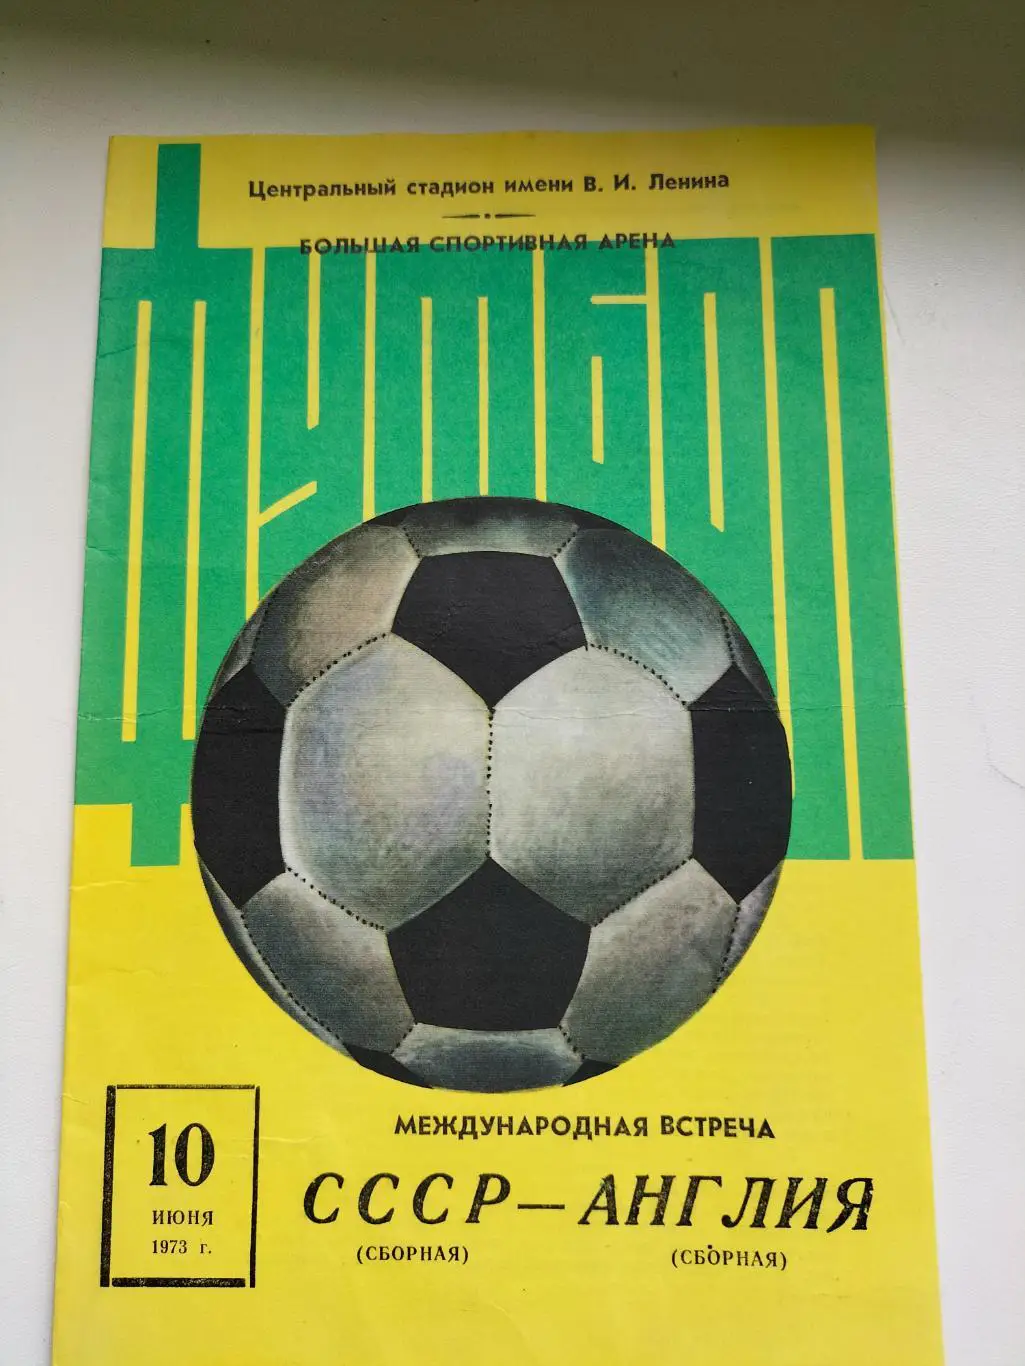 Центральный стадион имени В. И. Ленина
БОЛЬШАЯ СПОРТИВНАЯ АРЕНА
ФУТБОЛ
МЕЖДУНАРОДНАЯ ВСТРЕЧА
10
ИЮНЯ
1973 г.
СССР—АНГЛИЯ
(СБОРНАЯ) (СБОРНАЯ)